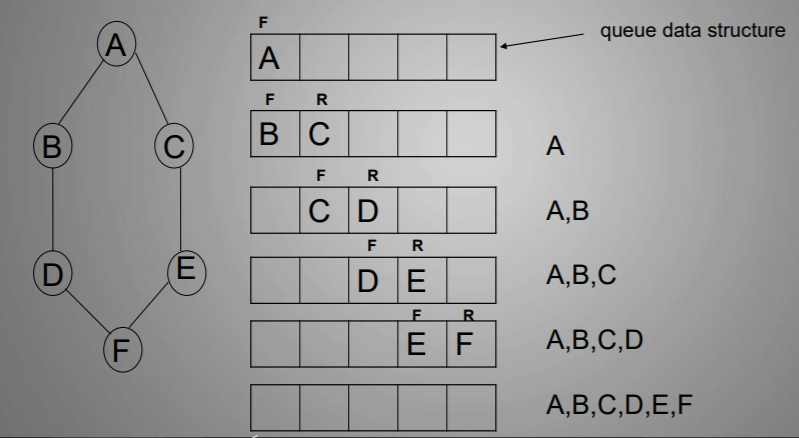 A
B
C
D
E
F
queue data structure
F
A
F R
B C
A
F R
C D
A,B
F R
D E
A,B,C
F R
E F
A,B,C,D
A,B,C,D,E,F